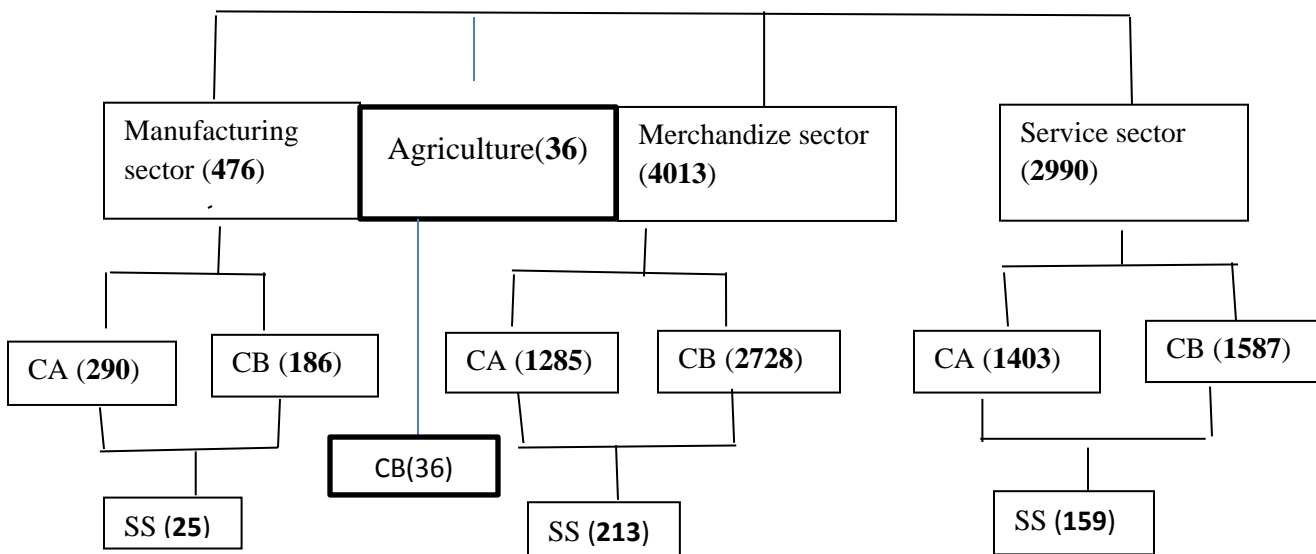 Manufacturing
sector (476)
Agriculture(36)
Merchandize sector
(4013)
Service sector
(2990)
CA (290)
CB (186)
CA (1285)
CB (2728)
CA (1403)
CB (1587)
CB(36)
SS (25)
SS (213)
SS (159)